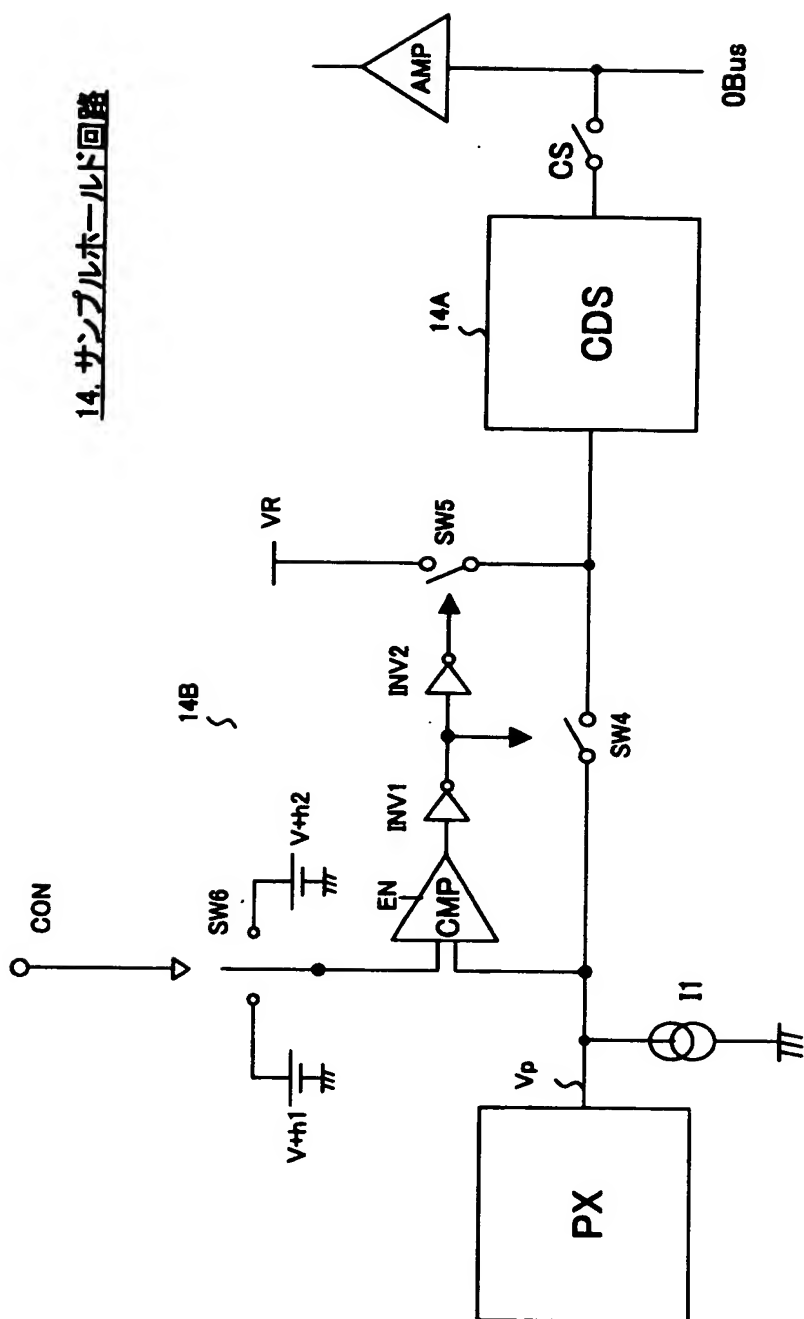 14. サンプルホールド回路
CON
SW6
V+h1
V+h2
14B
VR
EN
CMP
INV1
INV2
SW5
14A
PX
Vp
I1
SW4
CDS
CS
AMP
0Bus